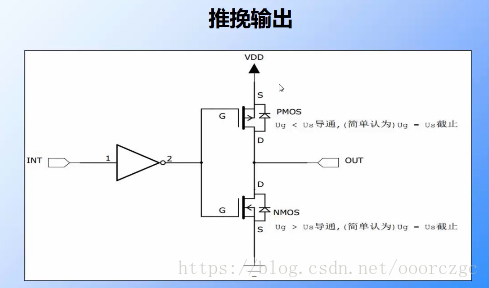 推挽输出
VDD
S
PMOS
G
Ug < Us导通,(简单认为)Ug = Us截止
D
INT
1
2
OUT
D
G
NMOS
Ug > Us导通,(简单认为)Ug = Us截止
S
https://blog.csdn.net/ooorczgc